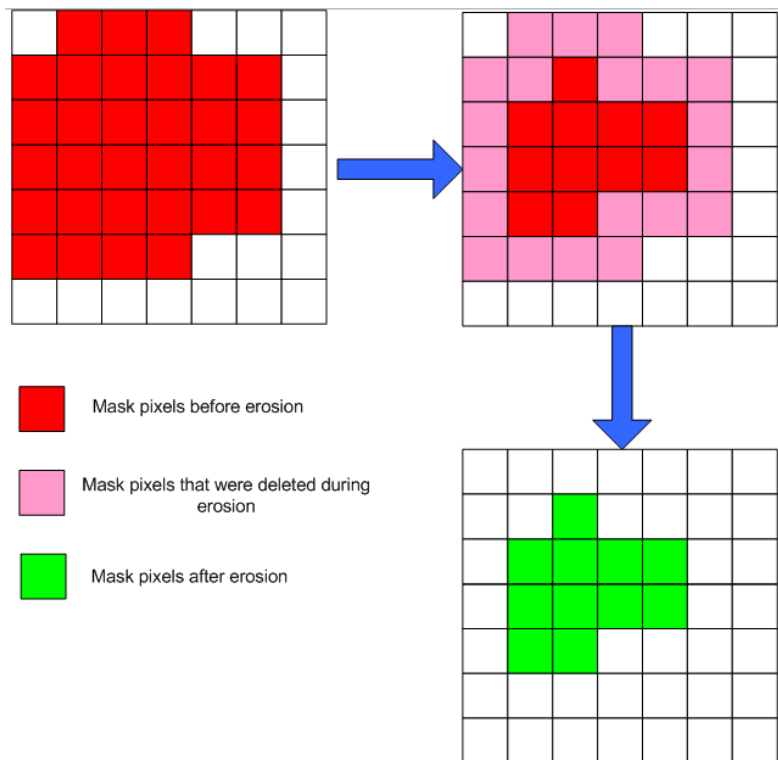 Mask pixels before erosion
Mask pixels that were deleted during
erosion
Mask pixels after erosion